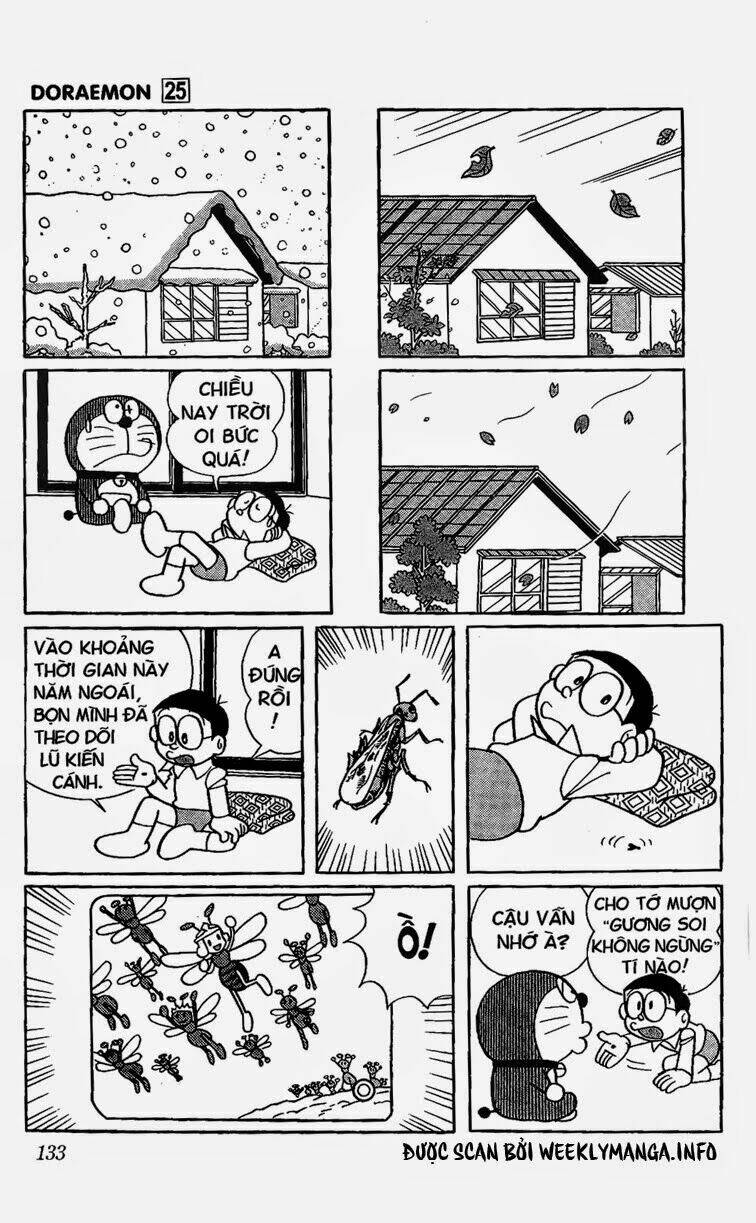 DORAEMON 25
CHIỀU
NAY TRỜI
OI BỨC
QUÁ!
VÀO KHOẢNG
THỜI GIAN NÀY
NĂM NGOÁI,
BỌN MÌNH ĐÃ
THEO DÕI
LŨ KIẾN
CÁNH.
A
ĐÚNG
RỒI
!
Ồ!
CẬU VẪN
NHỚ À?
CHO TỚ MƯỢN
“GƯƠNG SOI
KHÔNG NGỪNG”
TÍ NÀO!
133
ĐƯỢC SCAN BỞI WEEKLYMANGA.INFO